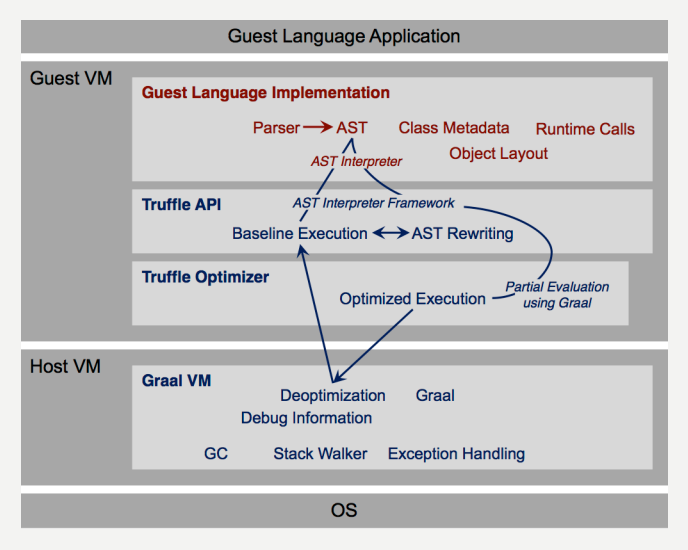 Guest Language Application
Guest VM
Guest Language Implementation
Parser
AST
Class Metadata
Runtime Calls
Object Layout
AST Interpreter
Truffle API
AST Interpreter Framework
Baseline Execution
AST Rewriting
Truffle Optimizer
Optimized Execution
Partial Evaluation
using Graal
Host VM
Graal VM
Deoptimization
Graal
Debug Information
GC
Stack Walker
Exception Handling
OS